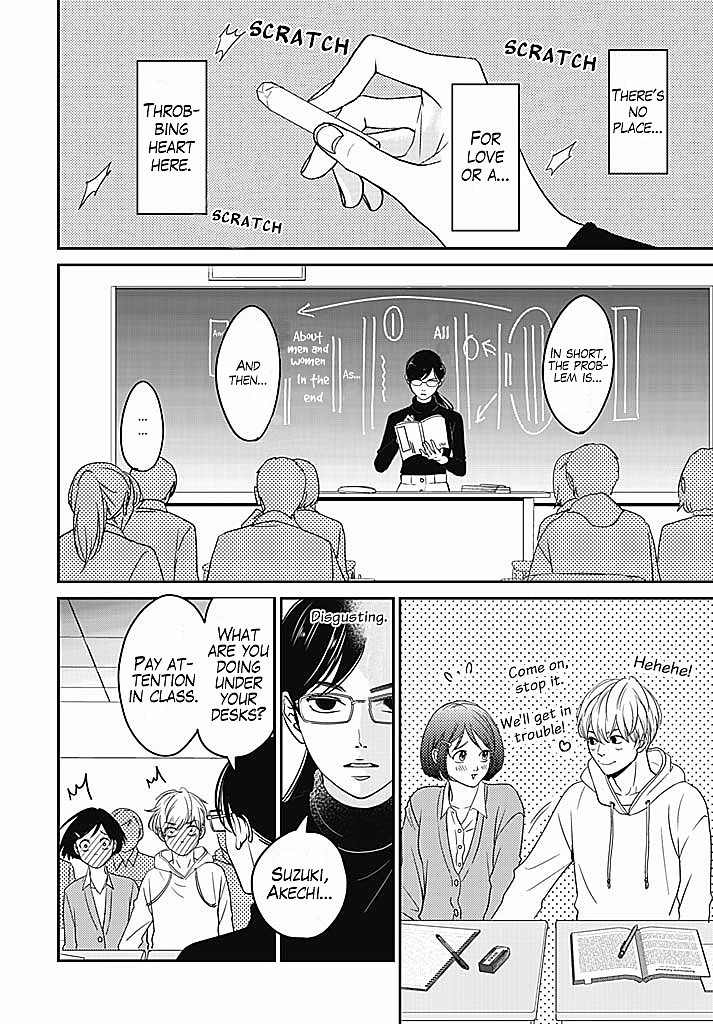 SCRATCH
SCRATCH
THERE'S
NO
PLACE...
FOR
LOVE
OR A...
THROB-
BING
HEART
HERE.
SCRATCH
IN SHORT,
THE PROB-
LEM IS...
All
As...
About
men and
women
In the
end
And
AND
THEN...
...
...
Hehehe!
Come on,
stop it.
We'll get in
trouble!
Disgusting.
SUZUKI,
AKECHI...
WHAT
ARE YOU
DOING
UNDER
YOUR
DESKS?
PAY AT-
TENTION
IN CLASS.